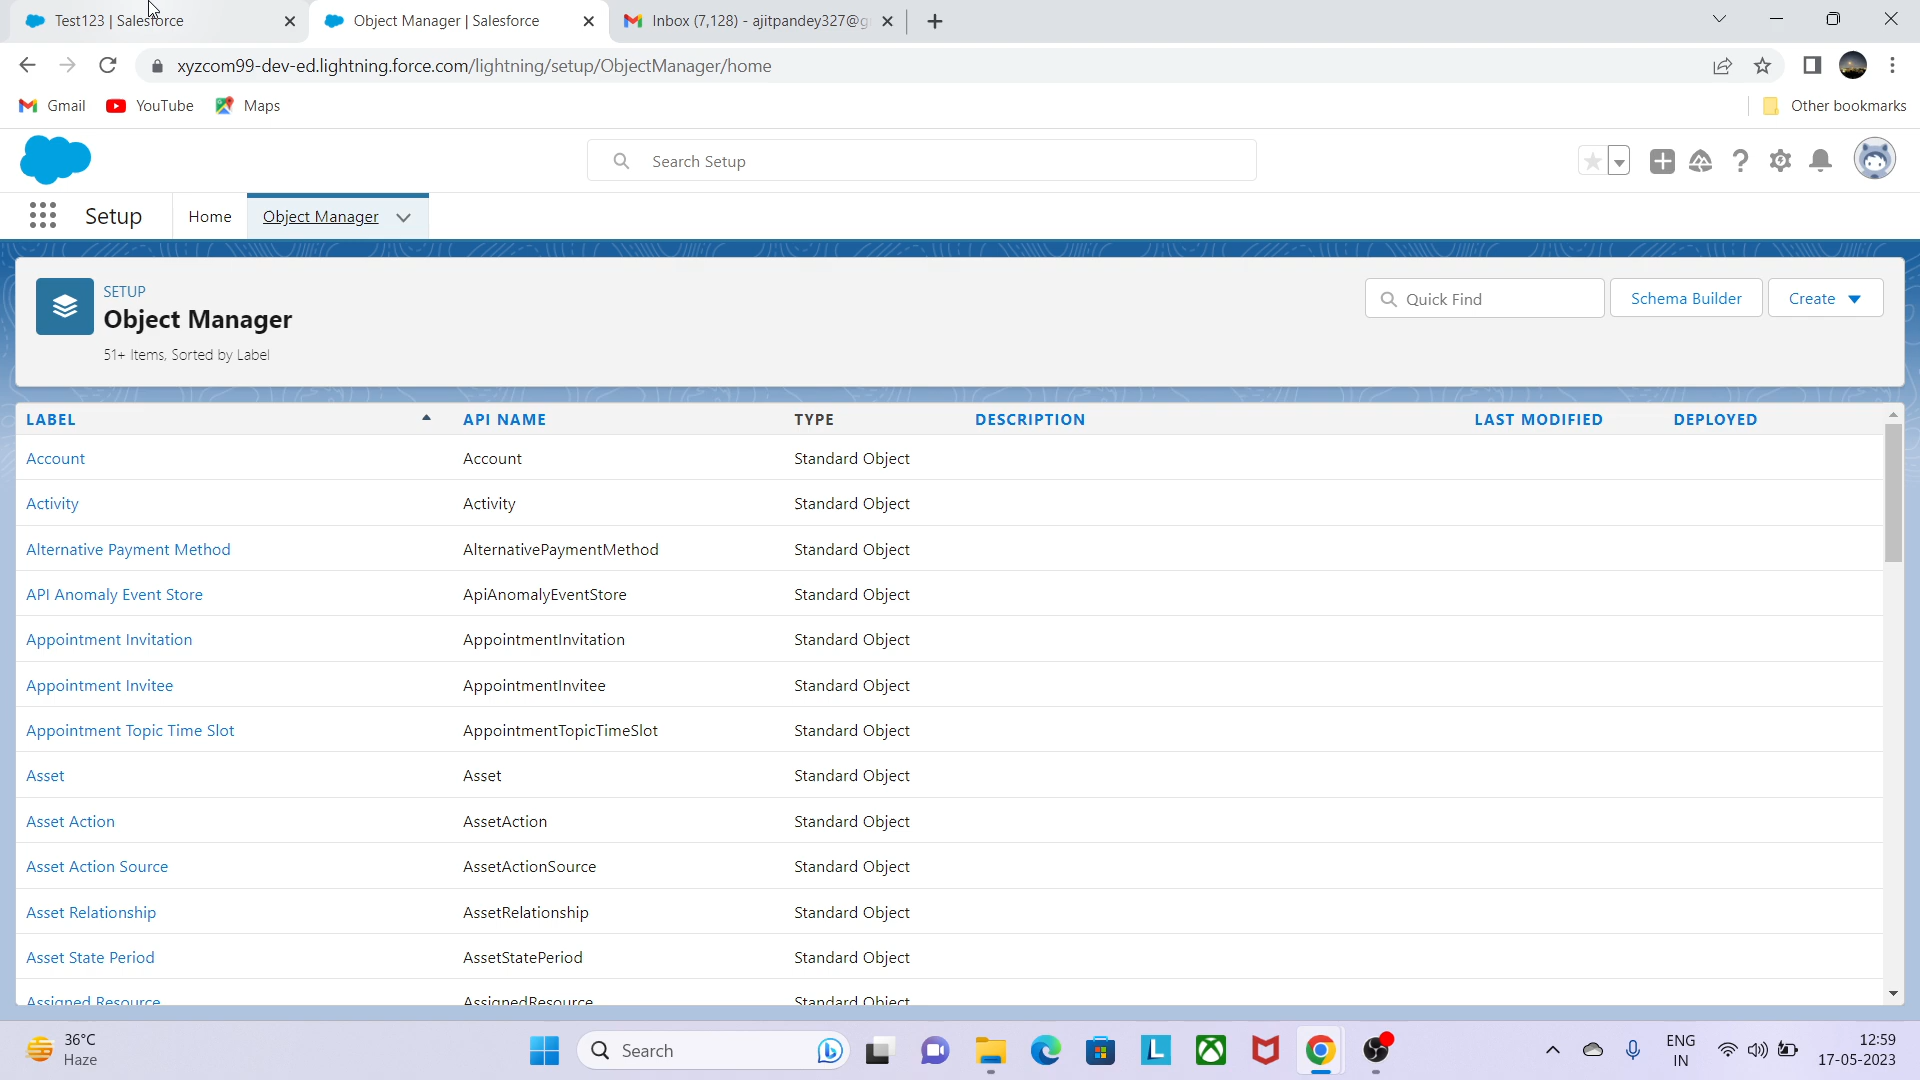 Test123 | Salesforce
Object Manager | Salesforce
Inbox (7,128) - ajitpandey327@g
xyzcom99-dev-ed.lightning.force.com/lightning/setup/ObjectManager/home
Gmail
YouTube
Maps
Other bookmarks
Search Setup
Setup
Home
Object Manager
SETUP
Object Manager
51+ Items, Sorted by Label
Quick Find
Schema Builder
Create
LABEL API NAME TYPE DESCRIPTION LAST MODIFIED DEPLOYED
Account Account Standard Object
Activity Activity Standard Object
Alternative Payment Method AlternativePaymentMethod Standard Object
API Anomaly Event Store ApiAnomalyEventStore Standard Object
Appointment Invitation AppointmentInvitation Standard Object
Appointment Invitee AppointmentInvitee Standard Object
Appointment Topic Time Slot AppointmentTopicTimeSlot Standard Object
Asset Asset Standard Object
Asset Action AssetAction Standard Object
Asset Action Source AssetActionSource Standard Object
Asset Relationship AssetRelationship Standard Object
Asset State Period AssetStatePeriod Standard Object
Assigned Resource AssignedResource Standard Object
36°C
Haze
Search
ENG
IN
12:59
17-05-2023